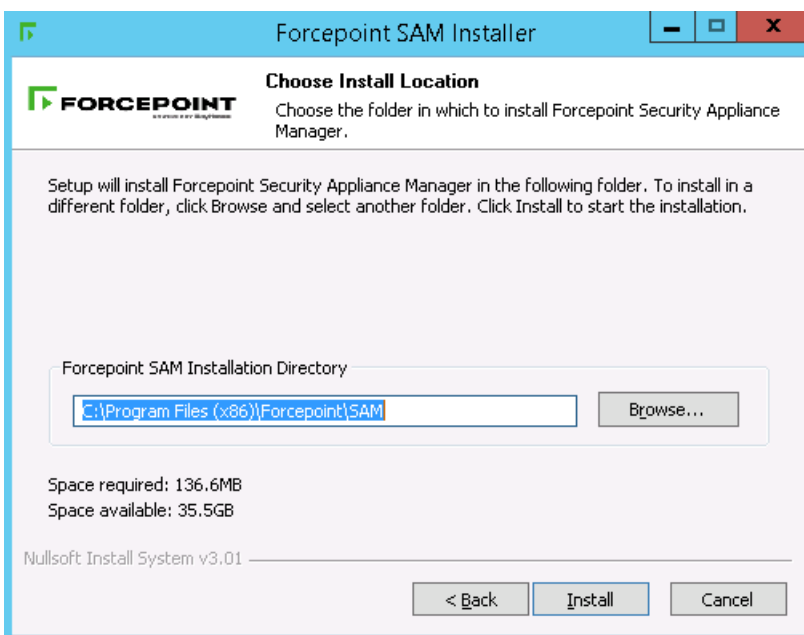 Forcepoint SAM Installer
FORCEPOINT
Choose Install Location
Choose the folder in which to install Forcepoint Security Appliance
Manager.
Setup will install Forcepoint Security Appliance Manager in the following folder. To install in a
different folder, click Browse and select another folder. Click Install to start the installation.
Forcepoint SAM Installation Directory
C:\Program Files (x86)\Forcepoint\SAM
Browse...
Space required: 136.6MB
Space available: 35.5GB
Nullsoft Install System v3.01
< Back
Install
Cancel